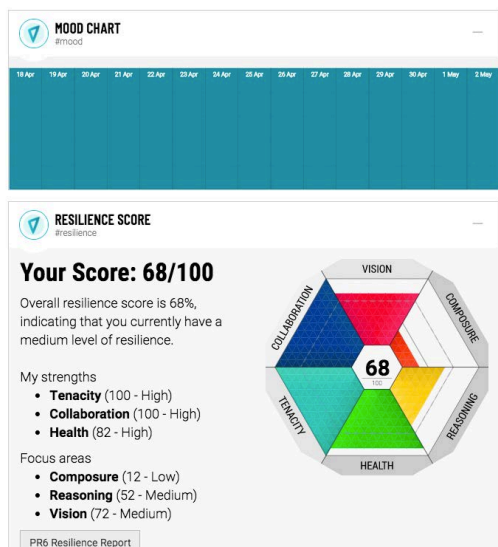 MOOD CHART
#mood
18 Apr 19 Apr 20 Apr 21 Apr 22 Apr 23 Apr 24 Apr 25 Apr 26 Apr 27 Apr 28 Apr 29 Apr 30 Apr 1 May 2 May
RESILIENCE SCORE
#resilience
Your Score: 68/100
Overall resilience score is 68%,
indicating that you currently have a
medium level of resilience.
My strengths
• Tenacity (100 - High)
• Collaboration (100 - High)
• Health (82 - High)
Focus areas
• Composure (12 - Low)
• Reasoning (52 - Medium)
• Vision (72 - Medium)
PR6 Resilience Report
VISION
COMPOSURE
REASONING
HEALTH
TENACITY
COLLABORATION
68
100